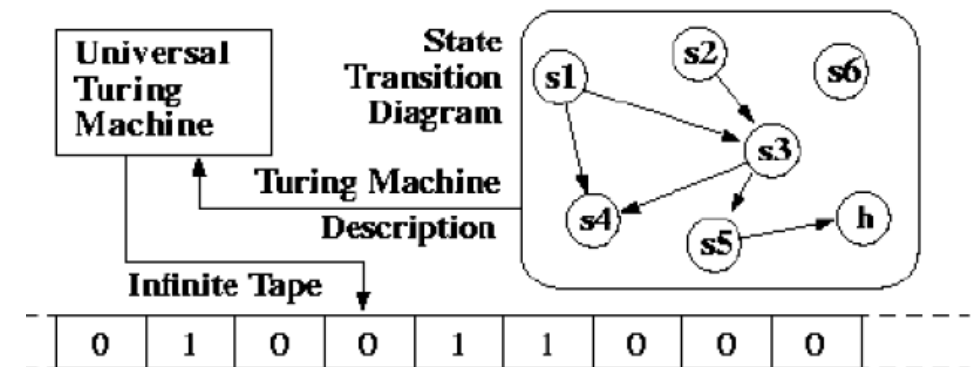 Universal
Turing
Machine
State
Transition
Diagram
s1
s2
s6
s3
s4
s5
h
Turing Machine
Description
Infinite Tape
0 1 0 0 1 1 0 0 0